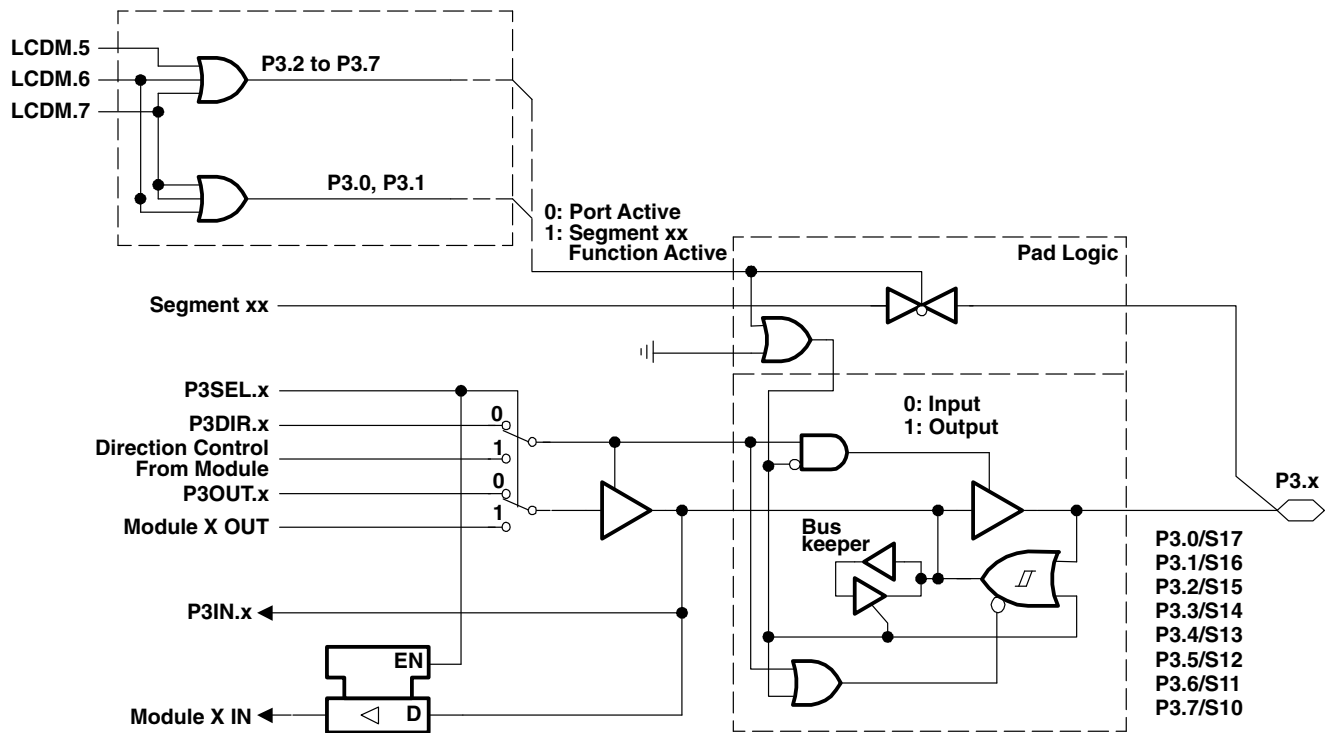 LCDM.5
LCDM.6
LCDM.7
P3.2 to P3.7
P3.0, P3.1
0: Port Active
1: Segment xx
Function Active
Pad Logic
Segment xx
P3SEL.x
P3DIR.x
Direction Control
From Module
P3OUT.x
Module X OUT
0
1
0
1
0: Input
1: Output
Bus
keeper
P3.x
P3.0/S17
P3.1/S16
P3.2/S15
P3.3/S14
P3.4/S13
P3.5/S12
P3.6/S11
P3.7/S10
P3IN.x
EN
D
Module X IN